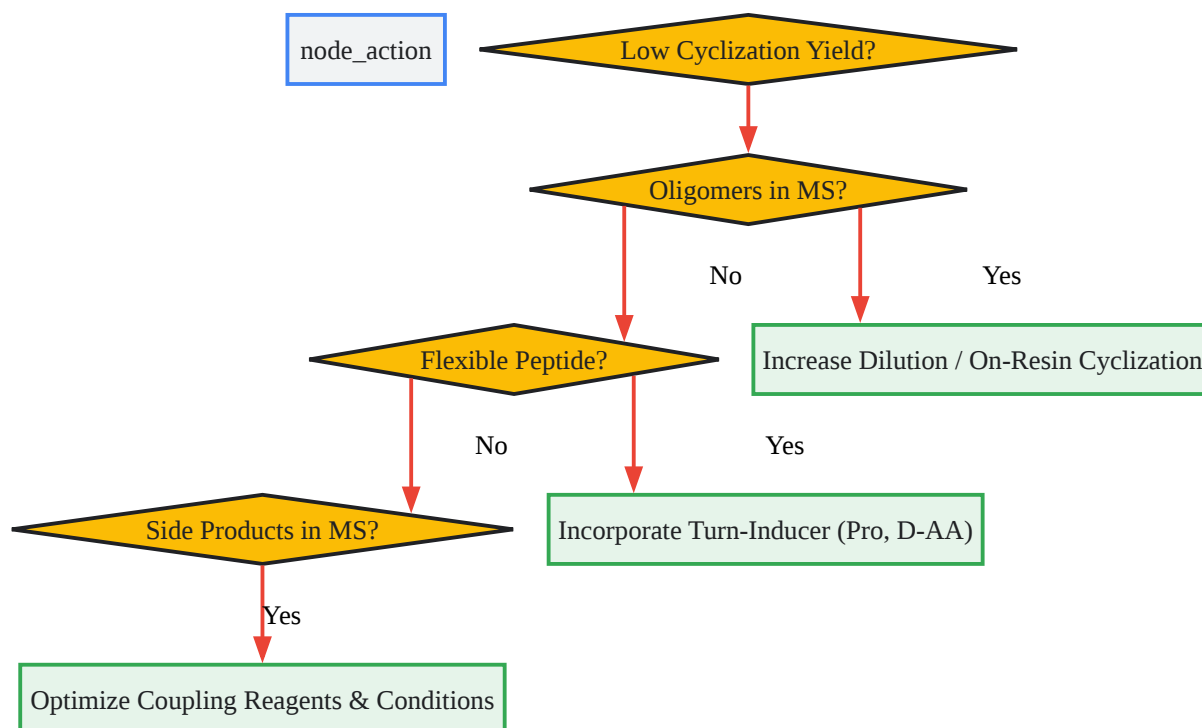 node_action
Low Cyclization Yield?
Oligomers in MS?
No
Yes
Flexible Peptide?
Increase Dilution / On-Resin Cyclization
No
Yes
Side Products in MS?
Incorporate Turn-Inducer (Pro, D-AA)
Yes
Optimize Coupling Reagents & Conditions